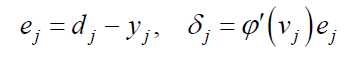 e_j = d_j − y_j,   δ_j = φ′(v_j)e_j